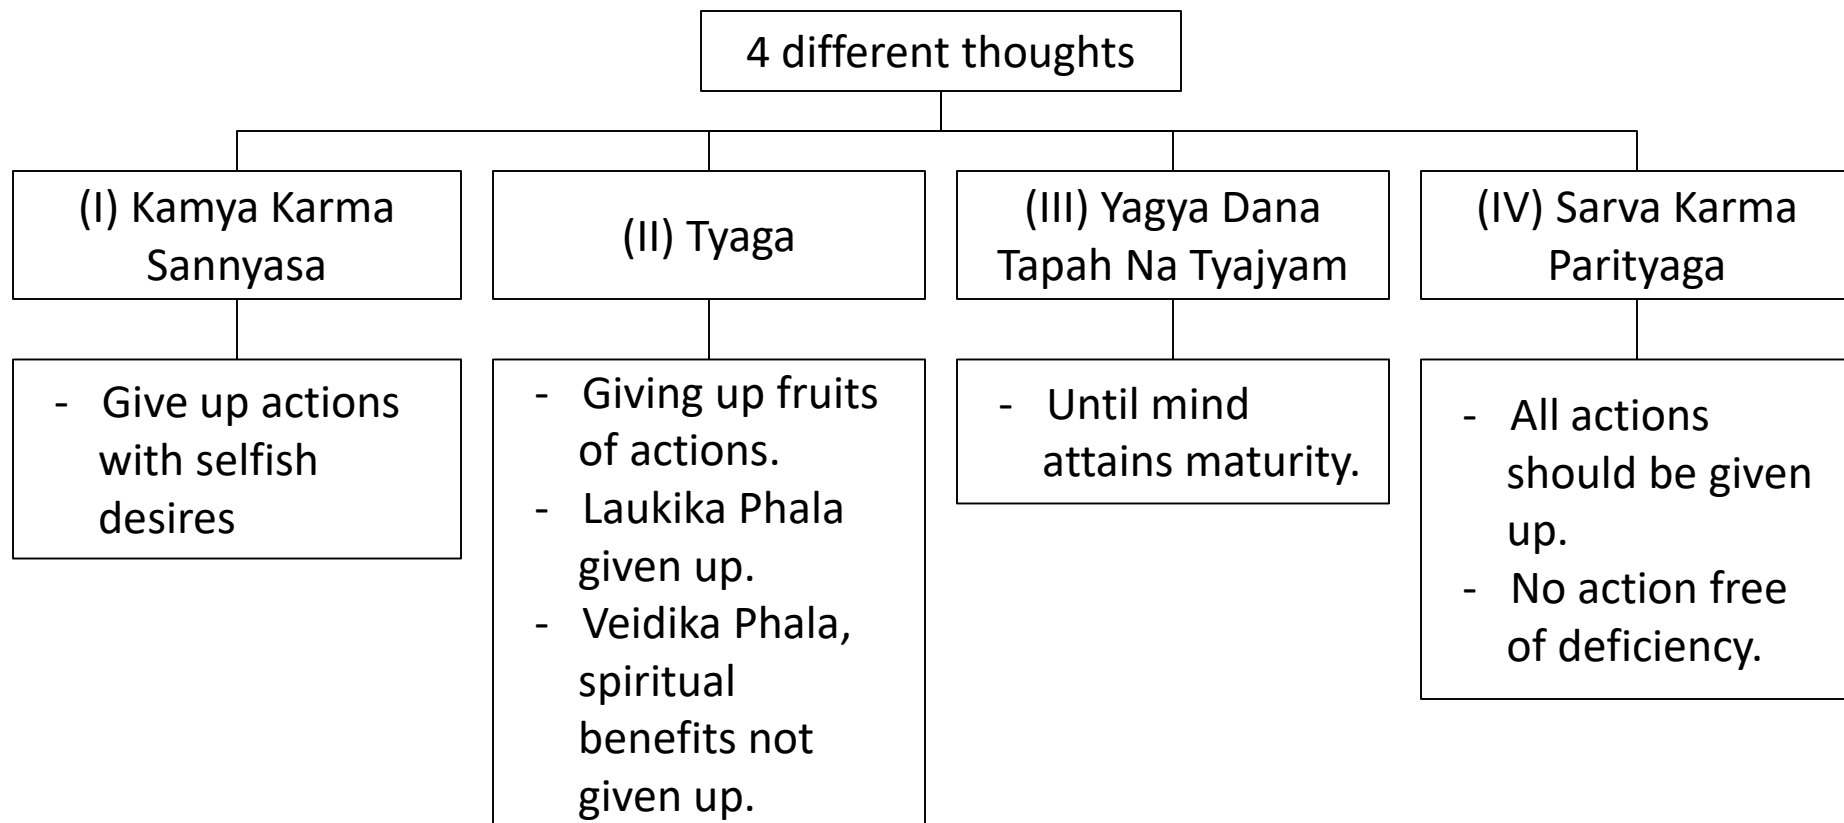 4 different thoughts
(I) Kamya Karma
Sannyasa
- Give up actions
with selfish
desires
(II) Tyaga
- Giving up fruits
of actions.
- Laukika Phala
given up.
- Veidika Phala,
spiritual
benefits not
given up.
(III) Yagya Dana
Tapah Na Tyajyam
- Until mind
attains maturity.
(IV) Sarva Karma
Parityaga
- All actions
should be given
up.
- No action free
of deficiency.